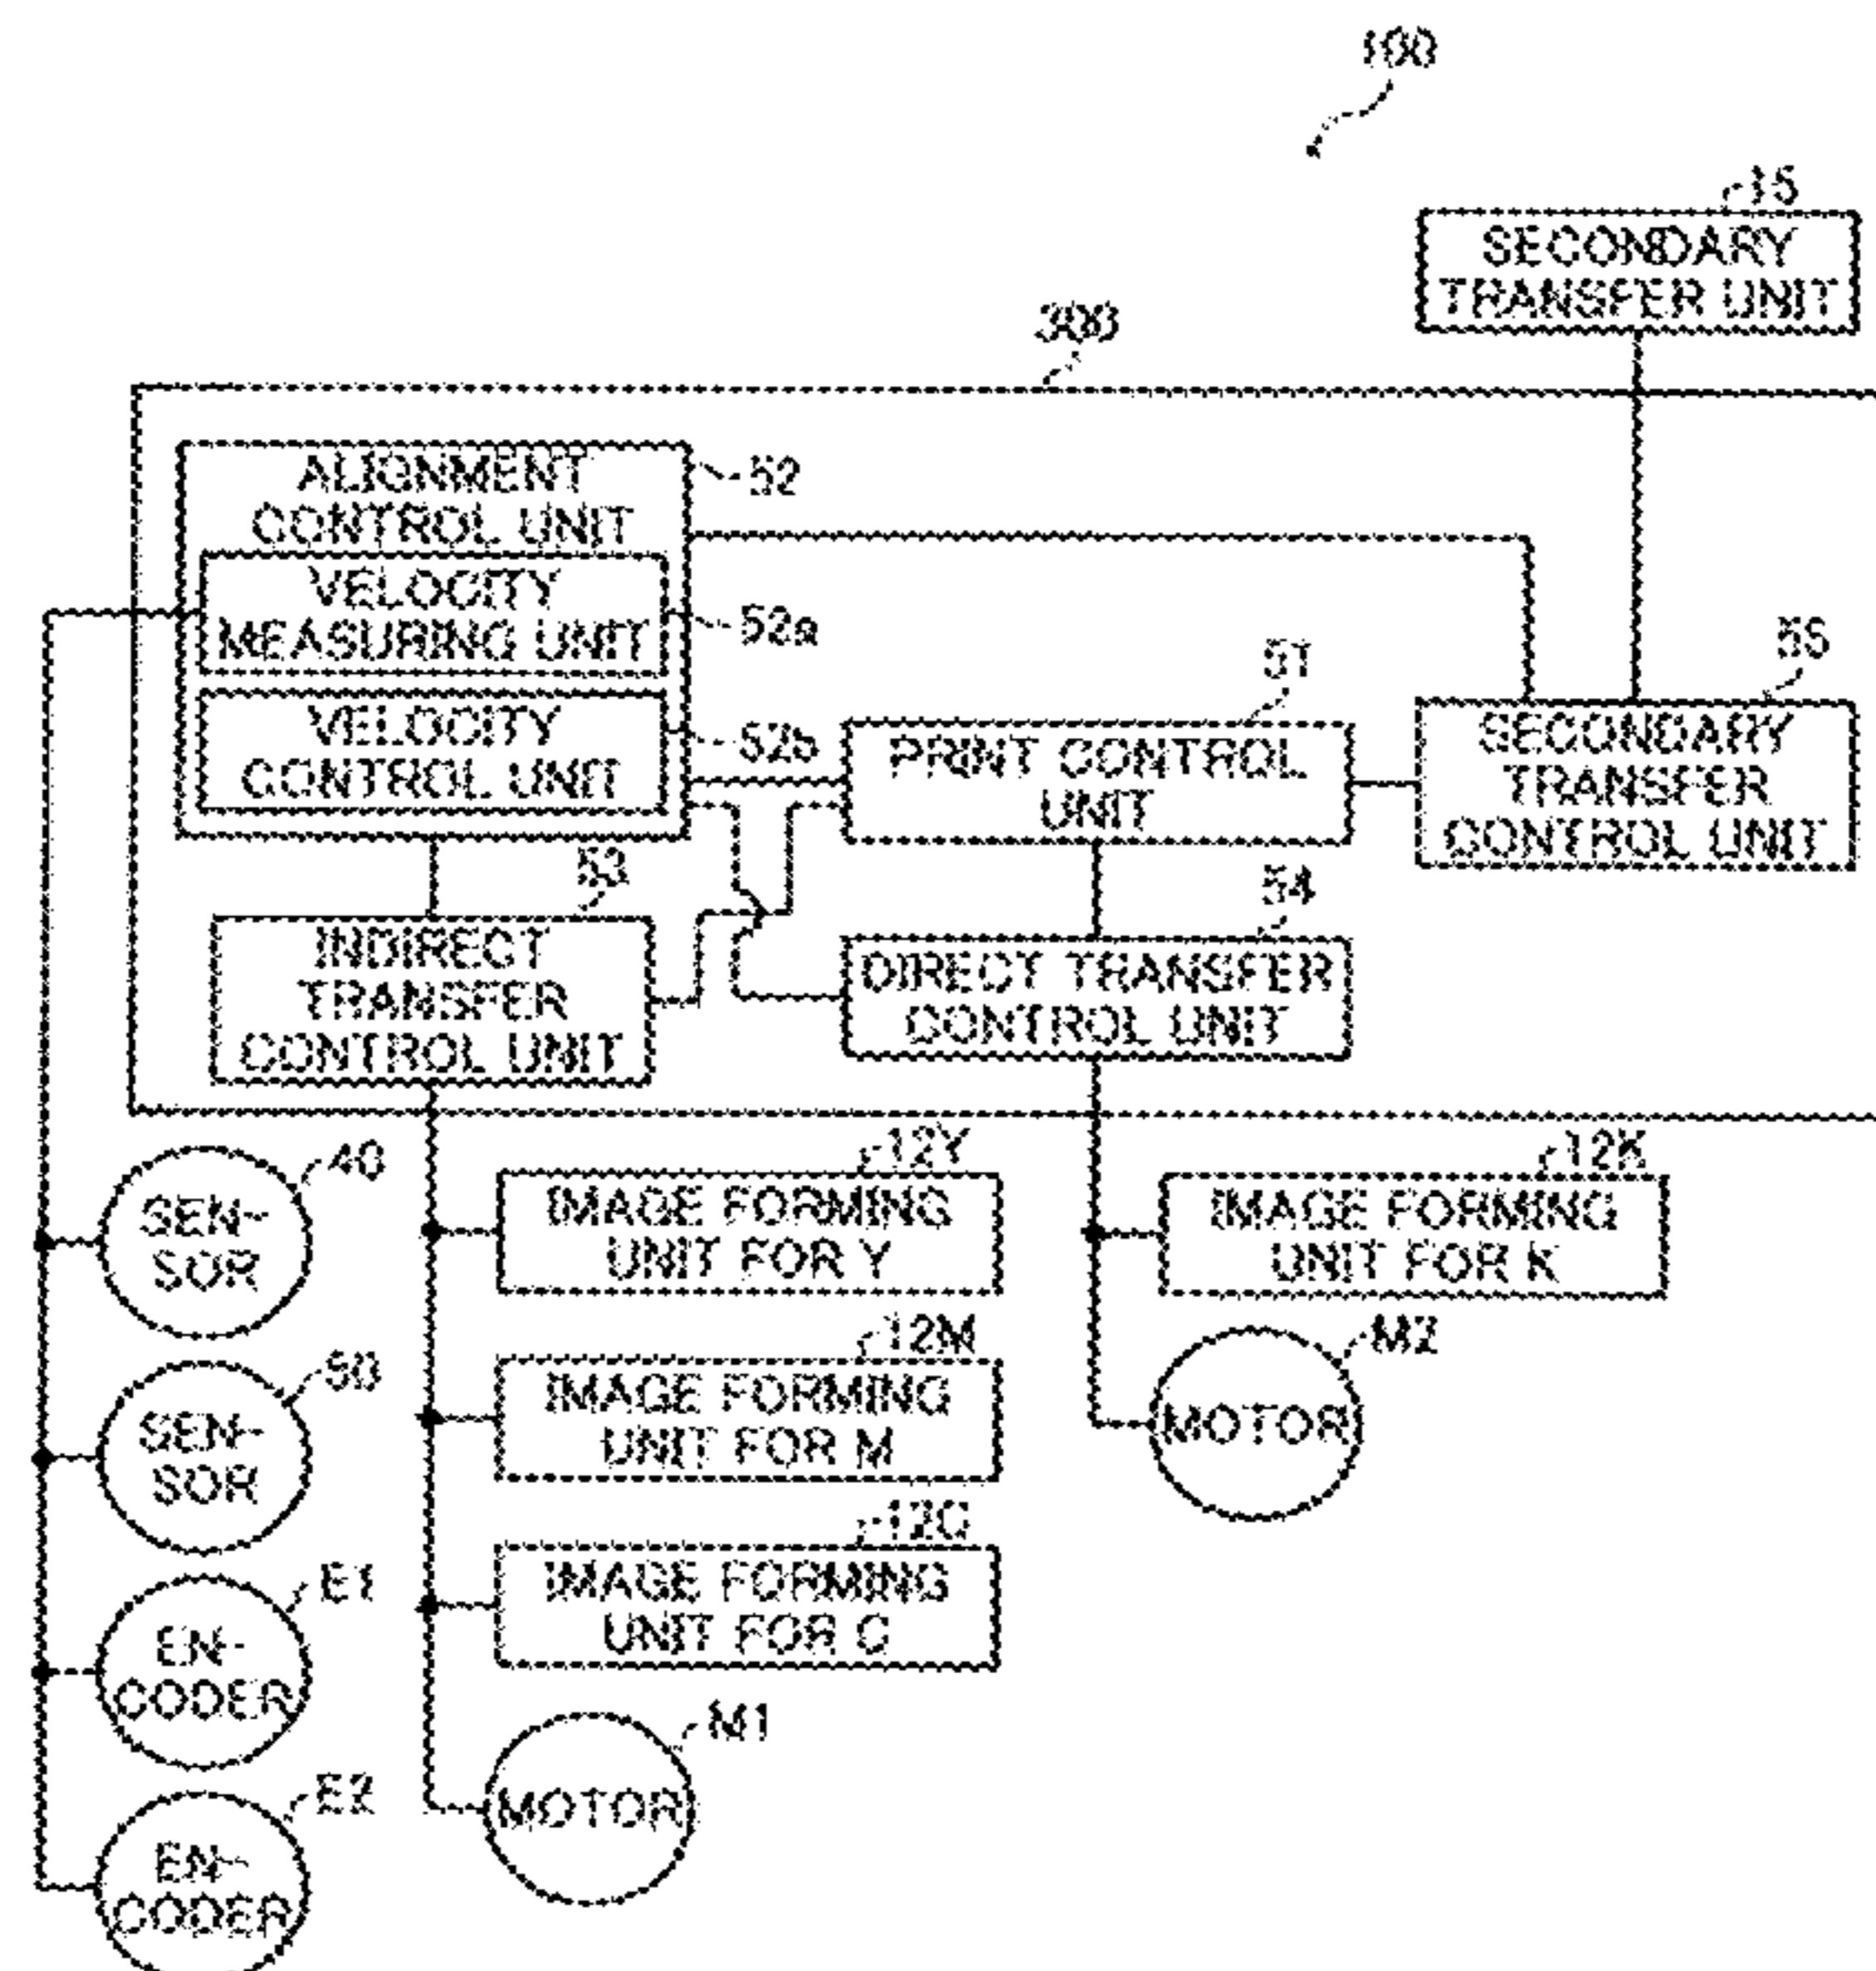 100
15
SECONDARY
TRANSFER UNIT
300
ALIGNMENT
CONTROL UNIT
52
VELOCITY
MEASURING UNIT
52a
VELOCITY
CONTROL UNIT
52b
51
PRINT CONTROL
UNIT
55
SECONDARY
TRANSFER
CONTROL UNIT
53
INDIRECT
TRANSFER
CONTROL UNIT
54
DIRECT TRANSFER
CONTROL UNIT
40
SEN-
SOR
12Y
IMAGE FORMING
UNIT FOR Y
12K
IMAGE FORMING
UNIT FOR K
50
SEN-
SOR
12M
IMAGE FORMING
UNIT FOR M
M2
MOTOR
E1
EN-
CODER
12C
IMAGE FORMING
UNIT FOR C
E2
EN-
CODER
M1
MOTOR